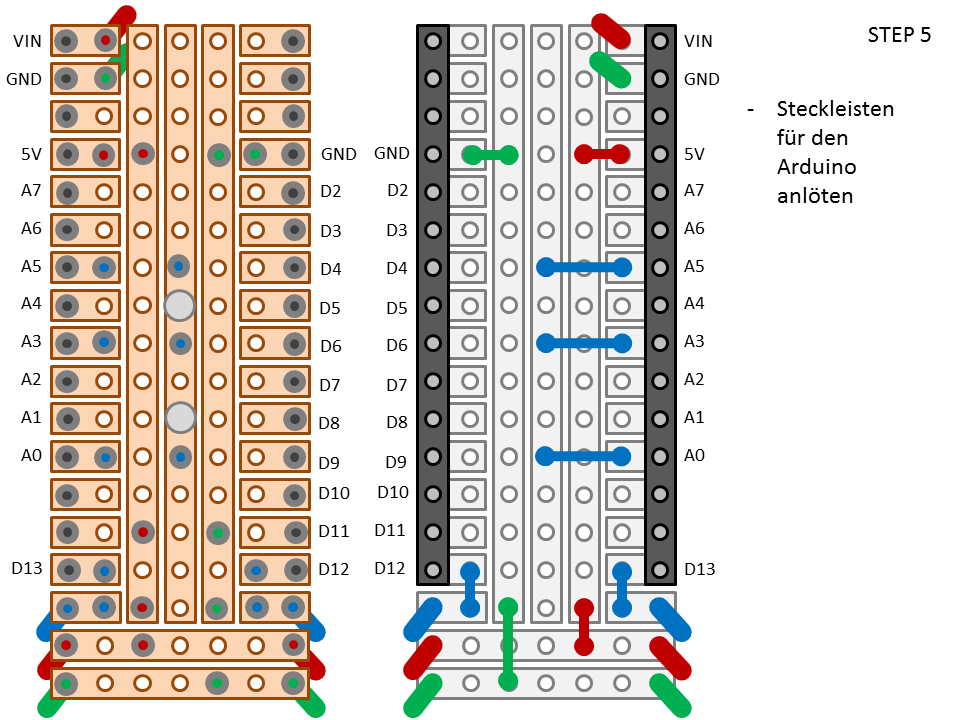 VIN VIN STEP 5
GND GND
- Steckleisten
für den
5V GND GND 5V Arduino
A7 D2 D2 A7 anlöten
A6 D3 D3 A6
A5 D4 D4 A5
A4 D5 D5 A4
A3 D6 D6 A3
A2 D7 D7 A2
A1 D8 D8 A1
A0 D9 D9 A0
D10 D10
D11 D11
D13 D12 D12 D13